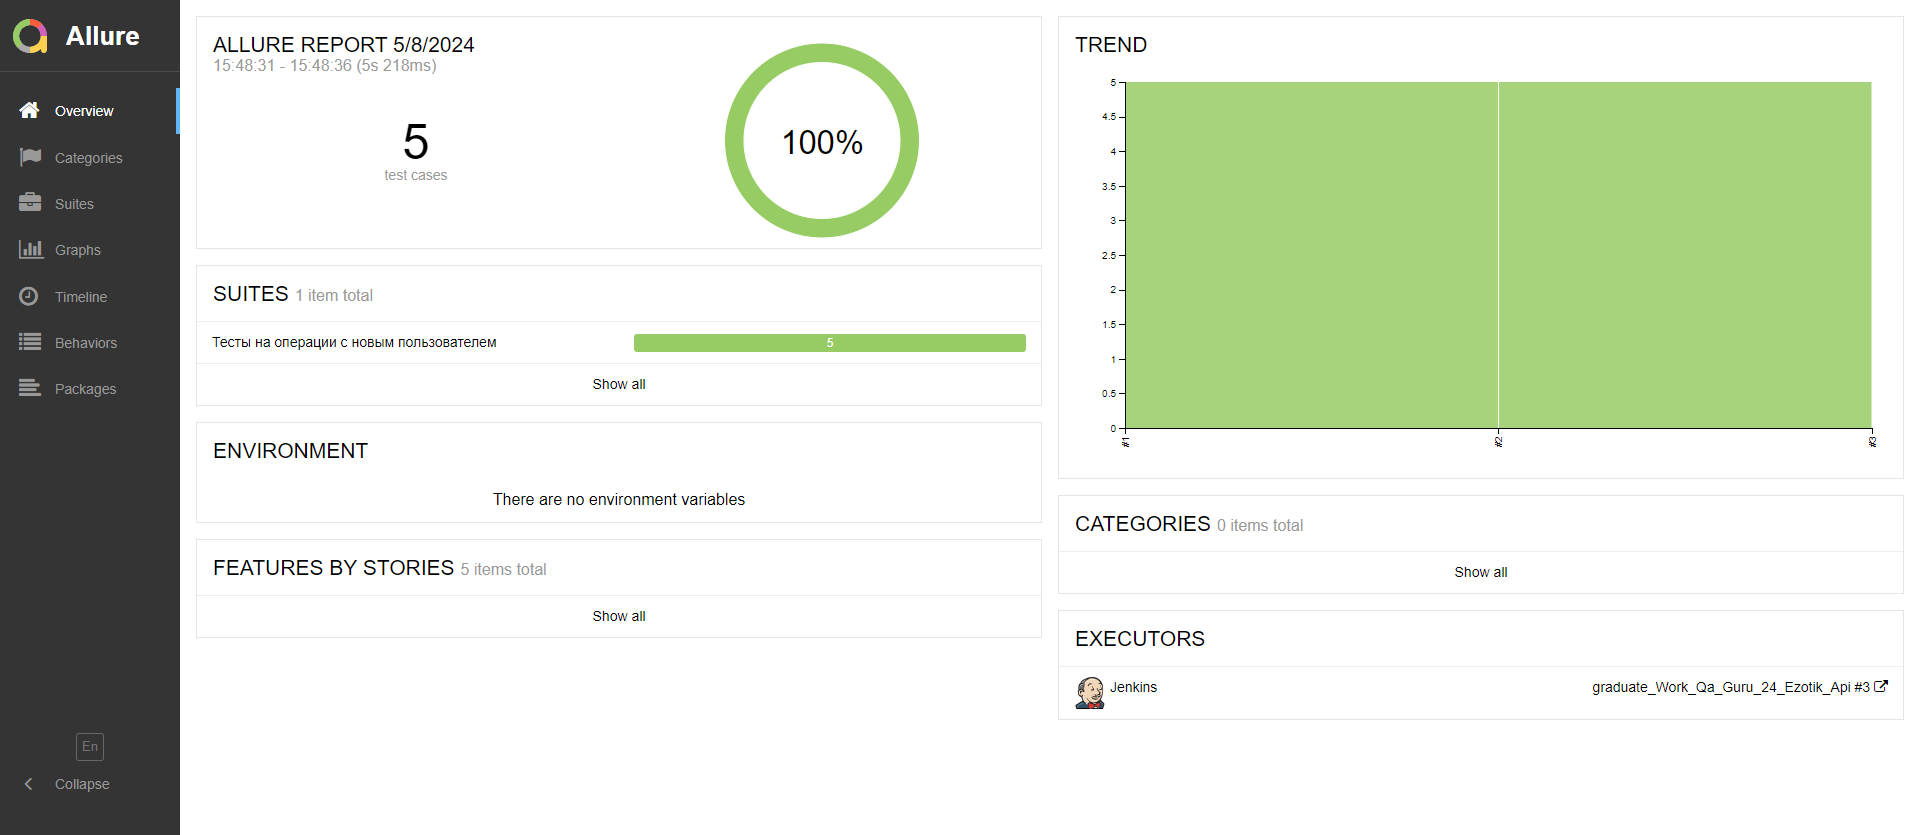 Allure
Overview
Categories
Suites
Graphs
Timeline
Behaviors
Packages
En
Collapse
ALLURE REPORT 5/8/2024
15:48:31 - 15:48:36 (5s 218ms)
5
test cases
100%
SUITES 1 item total
Тесты на операции с новым пользователем 5
Show all
ENVIRONMENT
There are no environment variables
FEATURES BY STORIES 5 items total
Show all
TREND
5
4.5
4
3.5
3
2.5
2
1.5
1
0.5
0
#1 #2 #3
CATEGORIES 0 items total
Show all
EXECUTORS
Jenkins graduate_Work_Qa_Guru_24_Ezotik_Api #3